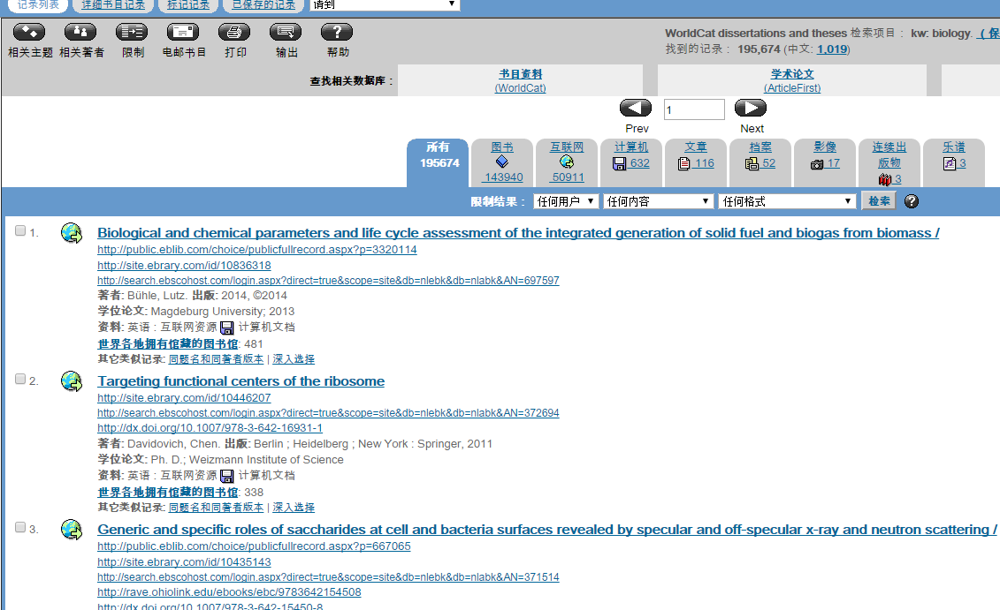 记录列表 详细书目记录 标记记录 已保存的记录 请到
相关主题 相关著者 限制 电邮书目 打印 输出 帮助
WorldCat dissertations and theses 检索项目： kw: biology. (保
找到的记录： 195,674 (中文: 1,019)
查找相关数据库：
书目资料
(WorldCat)
学术论文
(ArticleFirst)
1
Prev Next
所有
195674
图书
143940
互联网
50911
计算机
632
文章
116
档案
52
影像
17
连续出
版物
3
乐谱
3
限制结果： 任何用户 任何内容 任何格式 检索 ?
1. Biological and chemical parameters and life cycle assessment of the integrated generation of solid fuel and biogas from biomass /
http://public.eblib.com/choice/publicfullrecord.aspx?p=3320114
http://site.ebrary.com/id/10836318
http://search.ebscohost.com/login.aspx?direct=true&scope=site&db=nlebk&db=nlabk&AN=697597
著者: Bühle, Lutz. 出版: 2014, ©2014
学位论文: Magdeburg University; 2013
资料: 英语 : 互联网资源 计算机文档
世界各地拥有馆藏的图书馆: 481
其它类似记录: 同题名和同著者版本 | 深入选择
2. Targeting functional centers of the ribosome
http://site.ebrary.com/id/10446207
http://search.ebscohost.com/login.aspx?direct=true&scope=site&db=nlebk&db=nlabk&AN=372694
http://dx.doi.org/10.1007/978-3-642-16931-1
著者: Davidovich, Chen. 出版: Berlin ; Heidelberg ; New York : Springer, 2011
学位论文: Ph. D.; Weizmann Institute of Science
资料: 英语 : 互联网资源 计算机文档
世界各地拥有馆藏的图书馆: 338
其它类似记录: 同题名和同著者版本 | 深入选择
3. Generic and specific roles of saccharides at cell and bacteria surfaces revealed by specular and off-specular x-ray and neutron scattering /
http://public.eblib.com/choice/publicfullrecord.aspx?p=667065
http://site.ebrary.com/id/10435143
http://search.ebscohost.com/login.aspx?direct=true&scope=site&db=nlebk&db=nlabk&AN=371514
http://rave.ohiolink.edu/ebooks/ebc/9783642154508
http://dx.doi.org/10.1007/978-3-642-15450-8